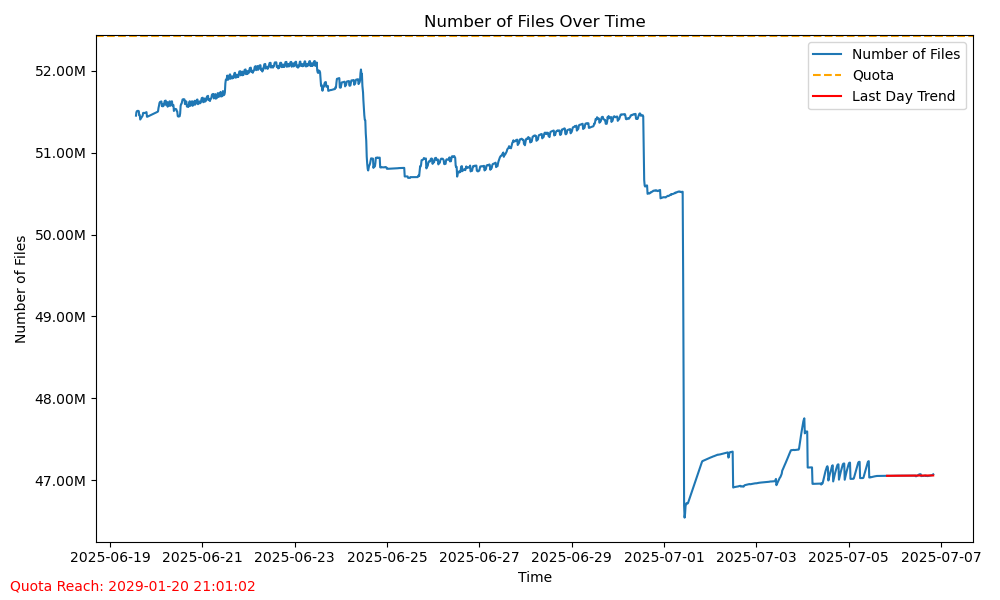 Number of Files Over Time
Number of Files
Quota
Last Day Trend
52.00M
51.00M
50.00M
49.00M
48.00M
47.00M
Number of Files
2025-06-19 2025-06-21 2025-06-23 2025-06-25 2025-06-27 2025-06-29 2025-07-01 2025-07-03 2025-07-05 2025-07-07
Time
Quota Reach: 2029-01-20 21:01:02